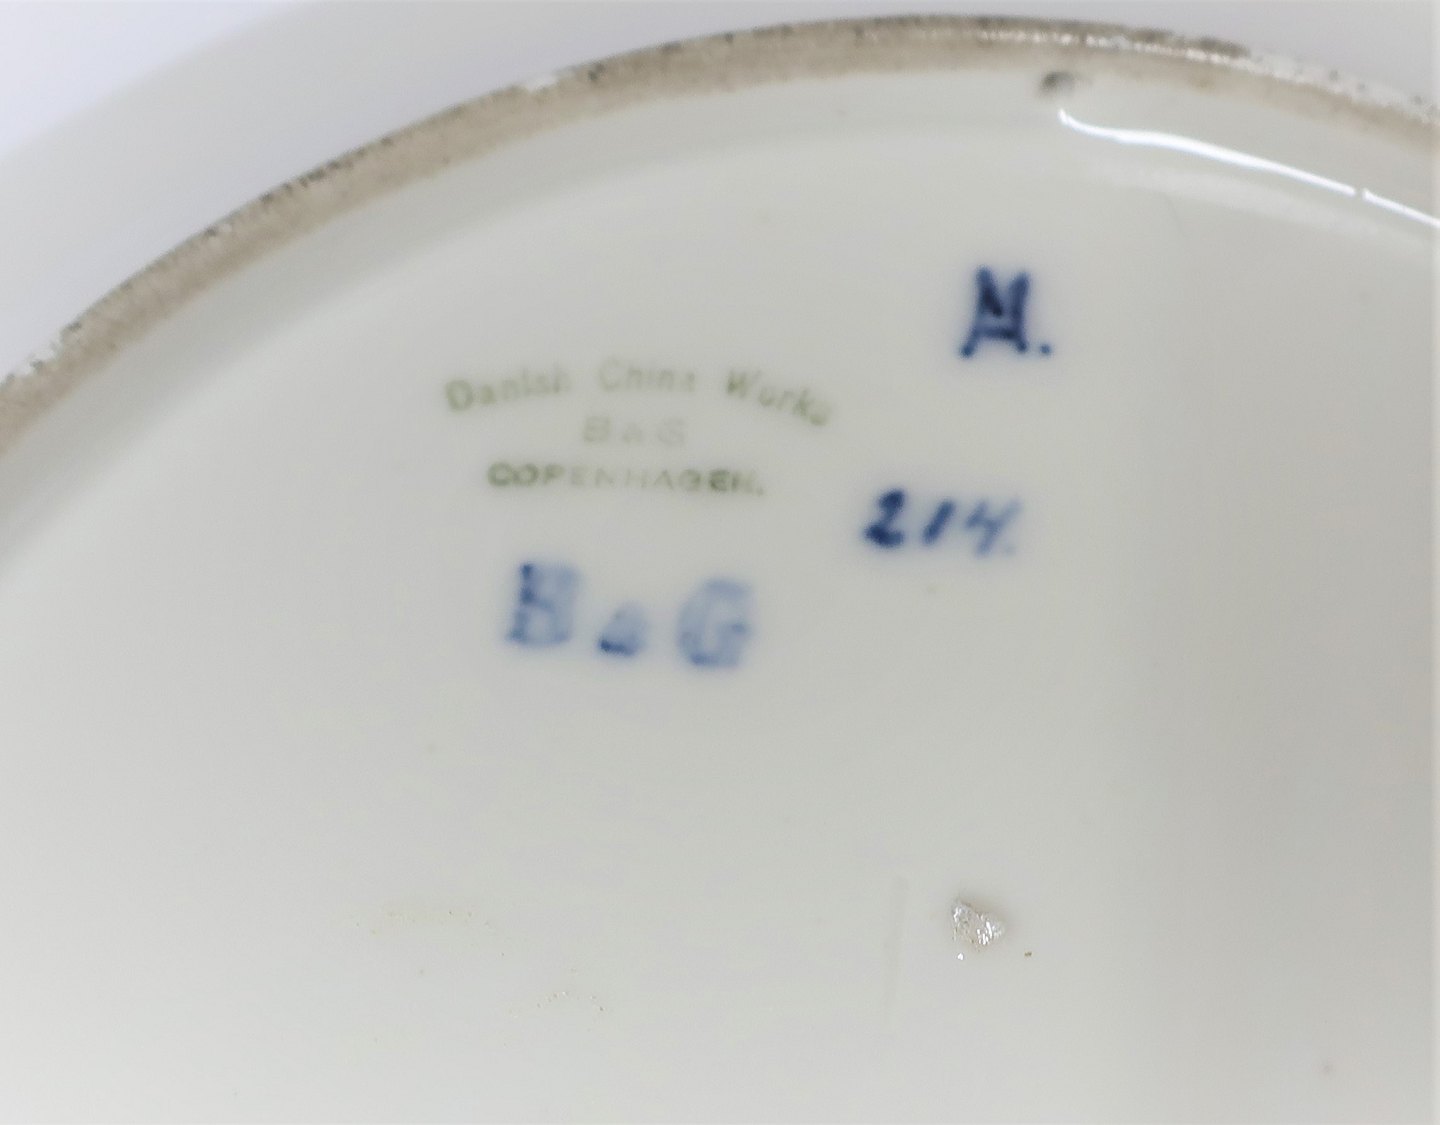 M.
Danish China Works
B & G
COPENHAGEN.
214.
B & G